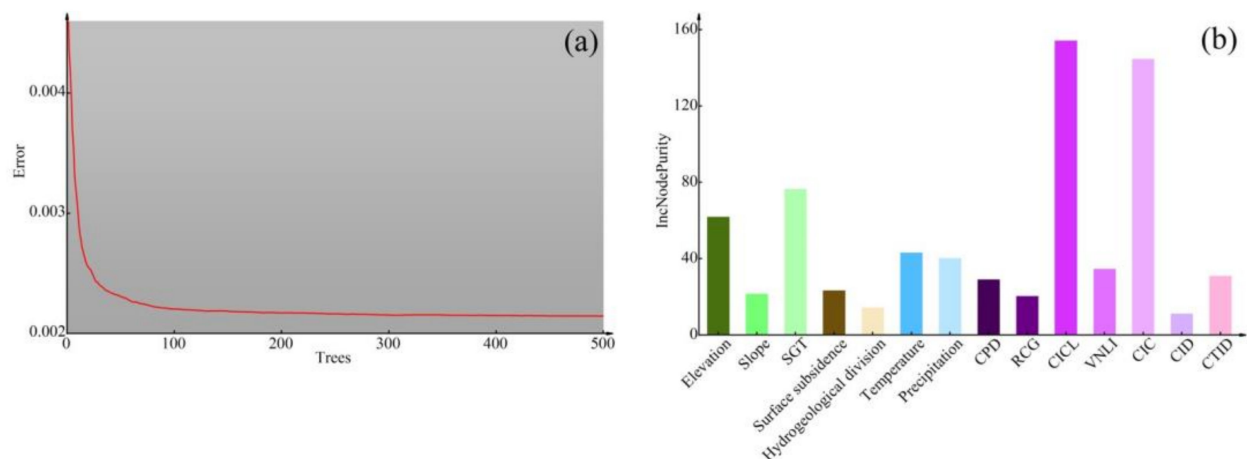 (a)
Error
0.004
0.003
0.002
0
100
200
300
400
500
Trees
(b)
IncNodePurity
160
120
80
40
0
Elevation
Slope
SGT
Surface subsidence
Hydrogeological division
Temperature
Precipitation
CPD
RCG
CICL
VNLI
CIC
CID
CTID